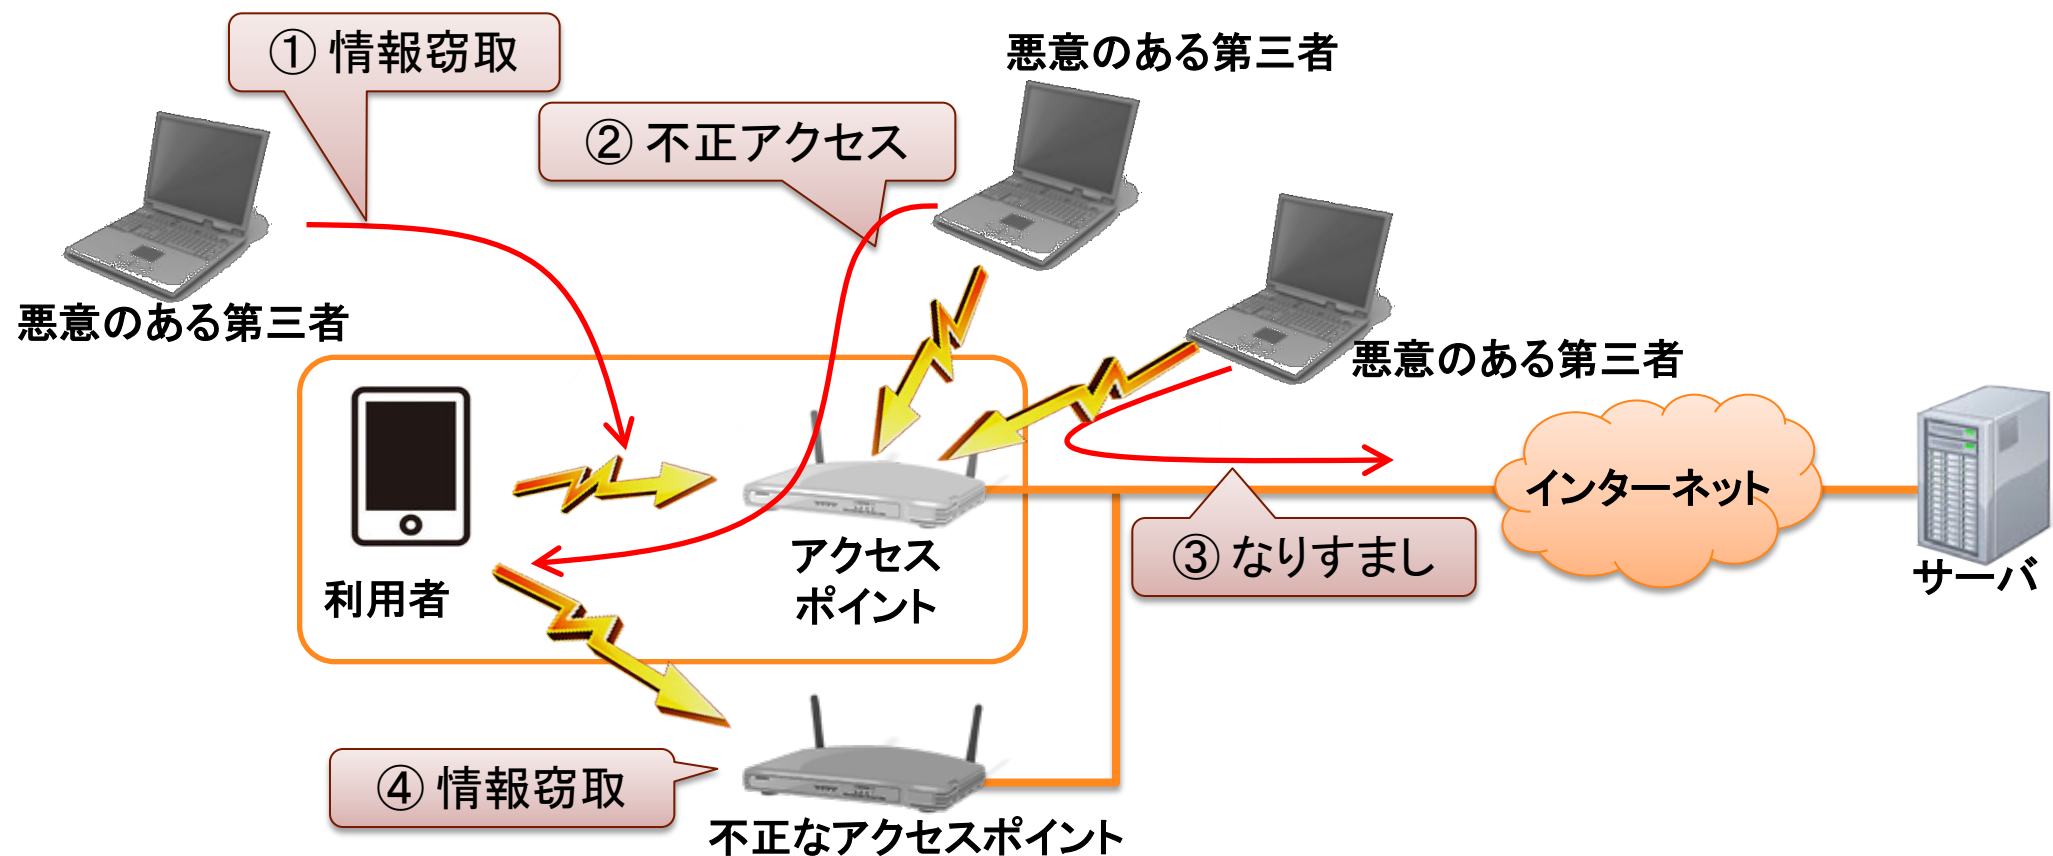 ① 情報窃取
悪意のある第三者
② 不正アクセス
悪意のある第三者
悪意のある第三者
インターネット
③ なりすまし
アクセス
ポイント
利用者
サーバ
④ 情報窃取
不正なアクセスポイント